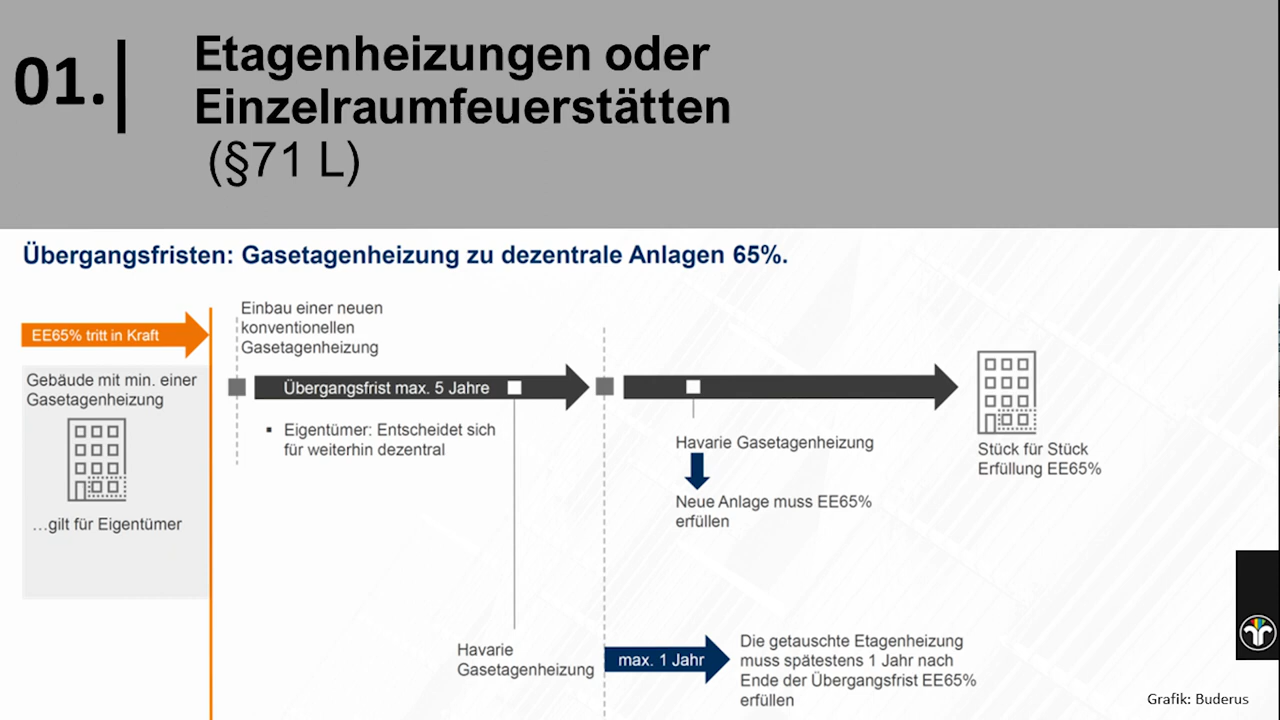 01.
Etagenheizungen oder
Einzelraumfeuerstätten
(§71 L)
Übergangsfristen: Gasetagenheizung zu dezentrale Anlagen 65%.
EE65% tritt in Kraft
Gebäude mit min. einer
Gasetagenheizung
…gilt für Eigentümer
Einbau einer neuen
konventionellen
Gasetagenheizung
Übergangsfrist max. 5 Jahre
▪ Eigentümer: Entscheidet sich
für weiterhin dezentral
Havarie Gasetagenheizung
Neue Anlage muss EE65%
erfüllen
Stück für Stück
Erfüllung EE65%
Havarie
Gasetagenheizung
max. 1 Jahr
Die getauschte Etagenheizung
muss spätestens 1 Jahr nach
Ende der Übergangsfrist EE65%
erfüllen
Grafik: Buderus